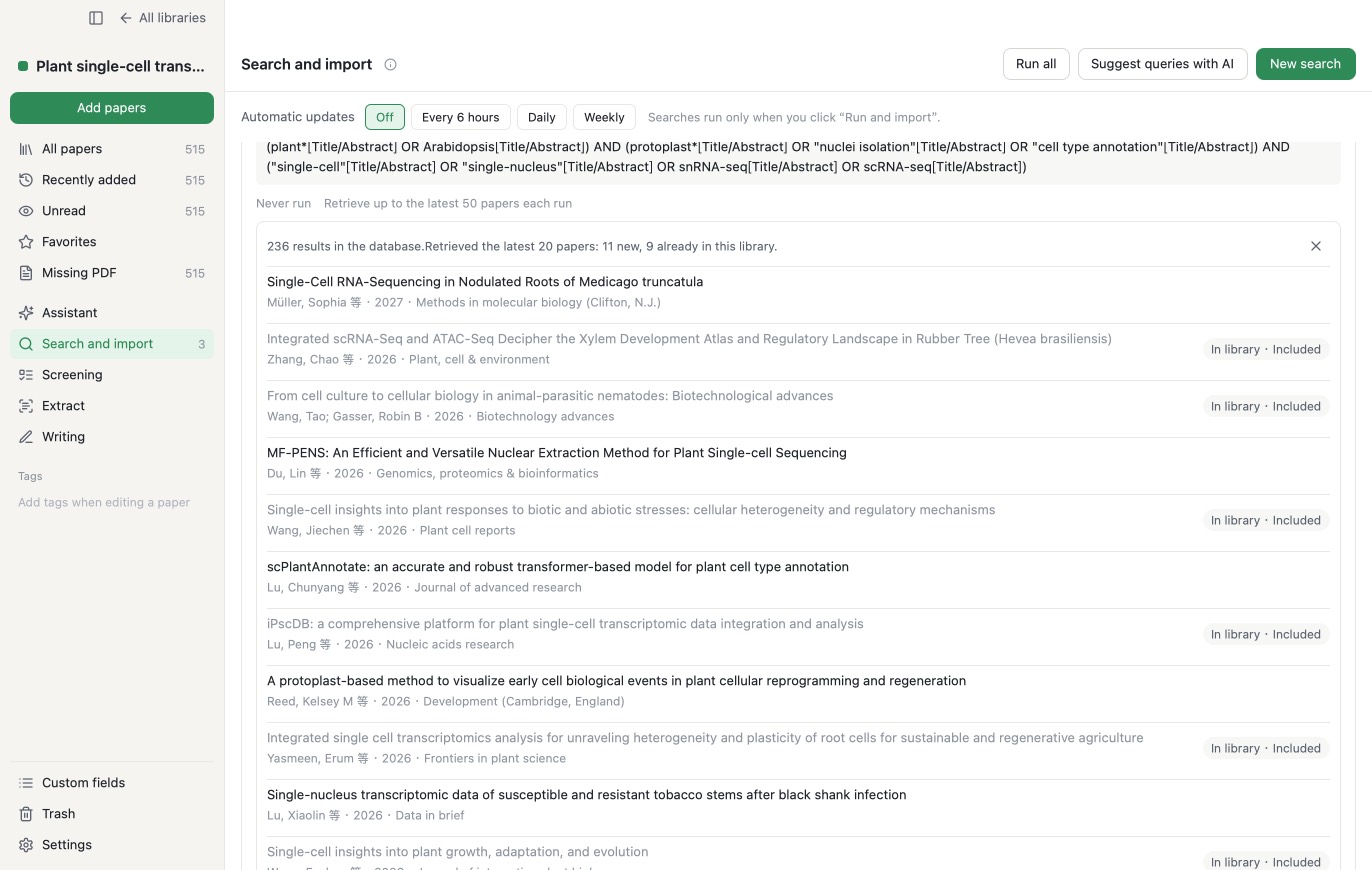 All libraries
Plant single-cell trans...
Add papers
All papers 515
Recently added 515
Unread 515
Favorites
Missing PDF 515
Assistant
Search and import 3
Screening
Extract
Writing
Tags
Add tags when editing a paper
Custom fields
Trash
Settings
Search and import
Run all
Suggest queries with AI
New search
Automatic updates Off Every 6 hours Daily Weekly Searches run only when you click “Run and import”.
(plant*[Title/Abstract] OR Arabidopsis[Title/Abstract]) AND (protoplast*[Title/Abstract] OR "nuclei isolation"[Title/Abstract] OR "cell type annotation"[Title/Abstract]) AND
("single-cell"[Title/Abstract] OR "single-nucleus"[Title/Abstract] OR snRNA-seq[Title/Abstract] OR scRNA-seq[Title/Abstract])
Never run Retrieve up to the latest 50 papers each run
236 results in the database.Retrieved the latest 20 papers: 11 new, 9 already in this library.
Single-Cell RNA-Sequencing in Nodulated Roots of Medicago truncatula
Müller, Sophia 等 · 2027 · Methods in molecular biology (Clifton, N.J.)
Integrated scRNA-Seq and ATAC-Seq Decipher the Xylem Development Atlas and Regulatory Landscape in Rubber Tree (Hevea brasiliensis)
Zhang, Chao 等 · 2026 · Plant, cell & environment
In library · Included
From cell culture to cellular biology in animal-parasitic nematodes: Biotechnological advances
Wang, Tao; Gasser, Robin B · 2026 · Biotechnology advances
In library · Included
MF-PENS: An Efficient and Versatile Nuclear Extraction Method for Plant Single-cell Sequencing
Du, Lin 等 · 2026 · Genomics, proteomics & bioinformatics
Single-cell insights into plant responses to biotic and abiotic stresses: cellular heterogeneity and regulatory mechanisms
Wang, Jiechen 等 · 2026 · Plant cell reports
In library · Included
scPlantAnnotate: an accurate and robust transformer-based model for plant cell type annotation
Lu, Chunyang 等 · 2026 · Journal of advanced research
iPscDB: a comprehensive platform for plant single-cell transcriptomic data integration and analysis
Lu, Peng 等 · 2026 · Nucleic acids research
In library · Included
A protoplast-based method to visualize early cell biological events in plant cellular reprogramming and regeneration
Reed, Kelsey M 等 · 2026 · Development (Cambridge, England)
Integrated single cell transcriptomics analysis for unraveling heterogeneity and plasticity of root cells for sustainable and regenerative agriculture
Yasmeen, Erum 等 · 2026 · Frontiers in plant science
In library · Included
Single-nucleus transcriptomic data of susceptible and resistant tobacco stems after black shank infection
Lu, Xiaolin 等 · 2026 · Data in brief
Single-cell insights into plant growth, adaptation, and evolution
In library · Included